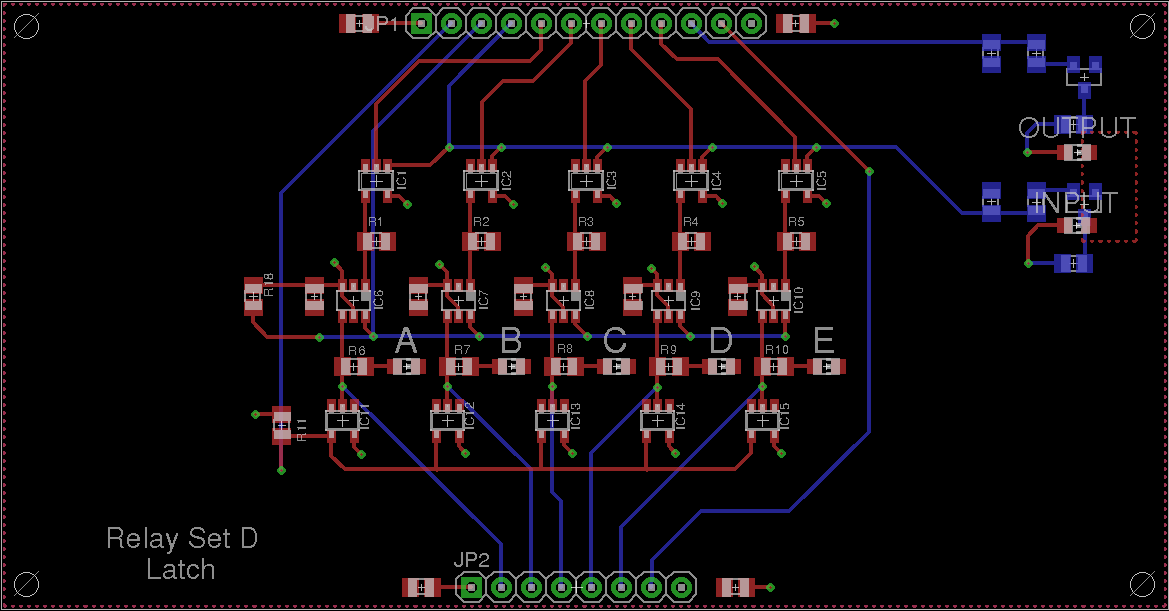 JP1
OUTPUT
IC1
IC2
IC3
IC4
IC5
INPUT
R1
R2
R3
R4
R5
R18
IC6
IC7
IC8
IC9
IC10
A
B
C
D
E
R6
R7
R8
R9
R10
R11
IC11
IC12
IC13
IC14
IC15
Relay Set D
Latch
JP2